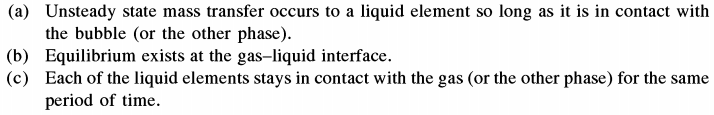 (a) Unsteady state mass transfer occurs to a liquid element so long as it is in contact with
the bubble (or the other phase).
(b) Equilibrium exists at the gas–liquid interface.
(c) Each of the liquid elements stays in contact with the gas (or the other phase) for the same
period of time.